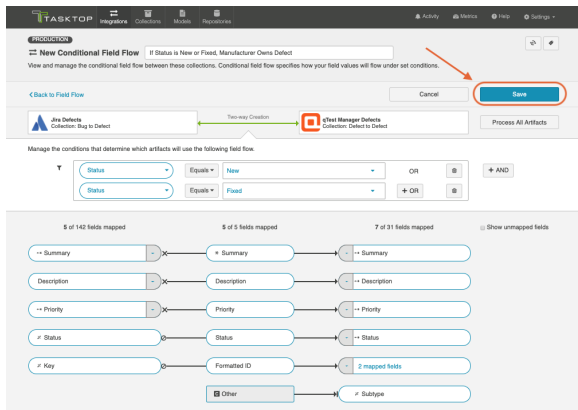 TASKTOP
Integrations
Collections
Models
Repositories
Activity
Metrics
Help
Settings
PRODUCTION
New Conditional Field Flow
If Status is New or Fixed, Manufacturer Owns Defect
View and manage the conditional field flow between these collections. Conditional field flow specifies how your field values will flow under set conditions.
Back to Field Flow
Cancel
Save
Jira Defects
Collection: Bug to Defect
Two-way Creation
qTest Manager Defects
Collection: Defect to Defect
Process All Artifacts
Manage the conditions that determine which artifacts will use the following field flow.
Status
Equals
New
OR
+ AND
Status
Equals
Fixed
+ OR
5 of 142 fields mapped
5 of 5 fields mapped
7 of 31 fields mapped
Show unmapped fields
Summary
Summary
Summary
Description
Description
Description
Priority
Priority
Priority
Status
Status
Status
Key
Formatted ID
2 mapped fields
Other
Subtype